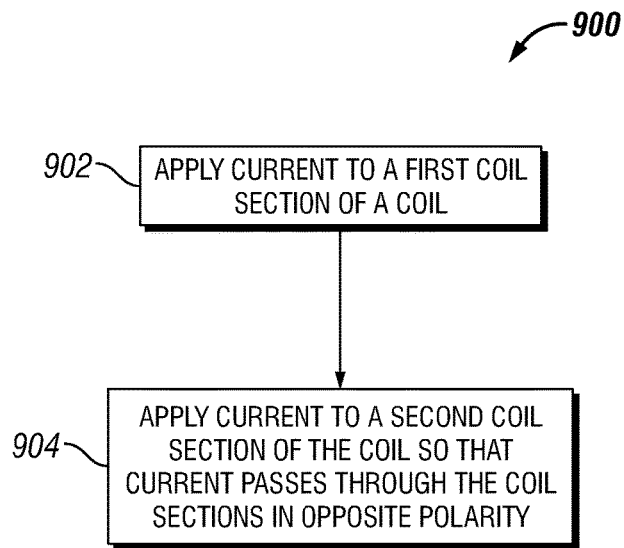 900
902
APPLY CURRENT TO A FIRST COIL
SECTION OF A COIL
904
APPLY CURRENT TO A SECOND COIL
SECTION OF THE COIL SO THAT
CURRENT PASSES THROUGH THE COIL
SECTIONS IN OPPOSITE POLARITY